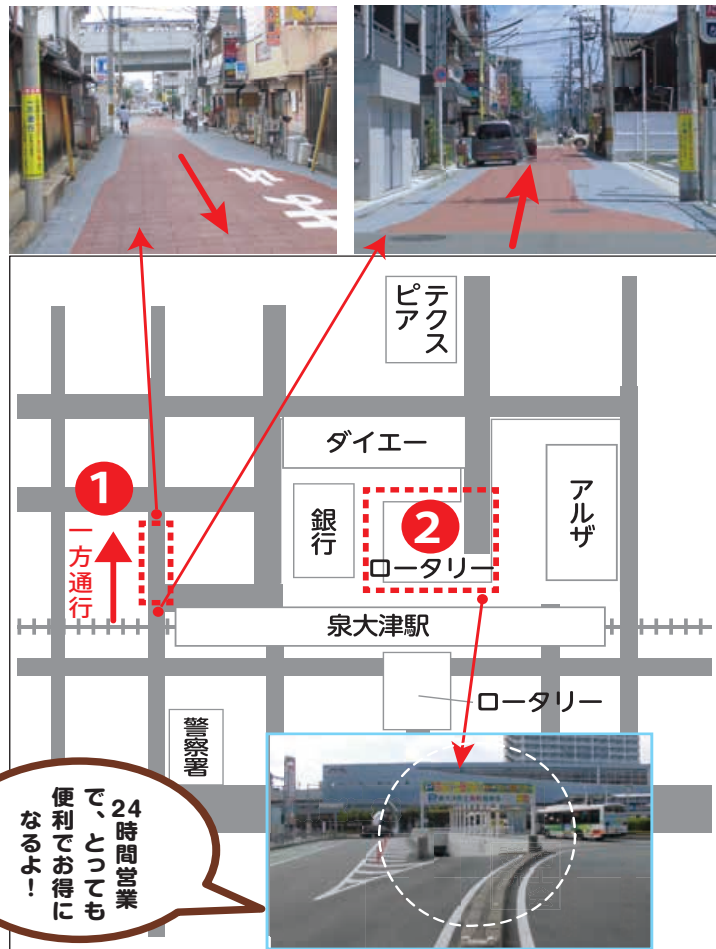 テクス
ピア
ダイエー
アルザ
銀行
1
一方通行
2
ロータリー
泉大津駅
ロータリー
警察署
24時間営業
で、とっても
便利でお得に
なるよ！